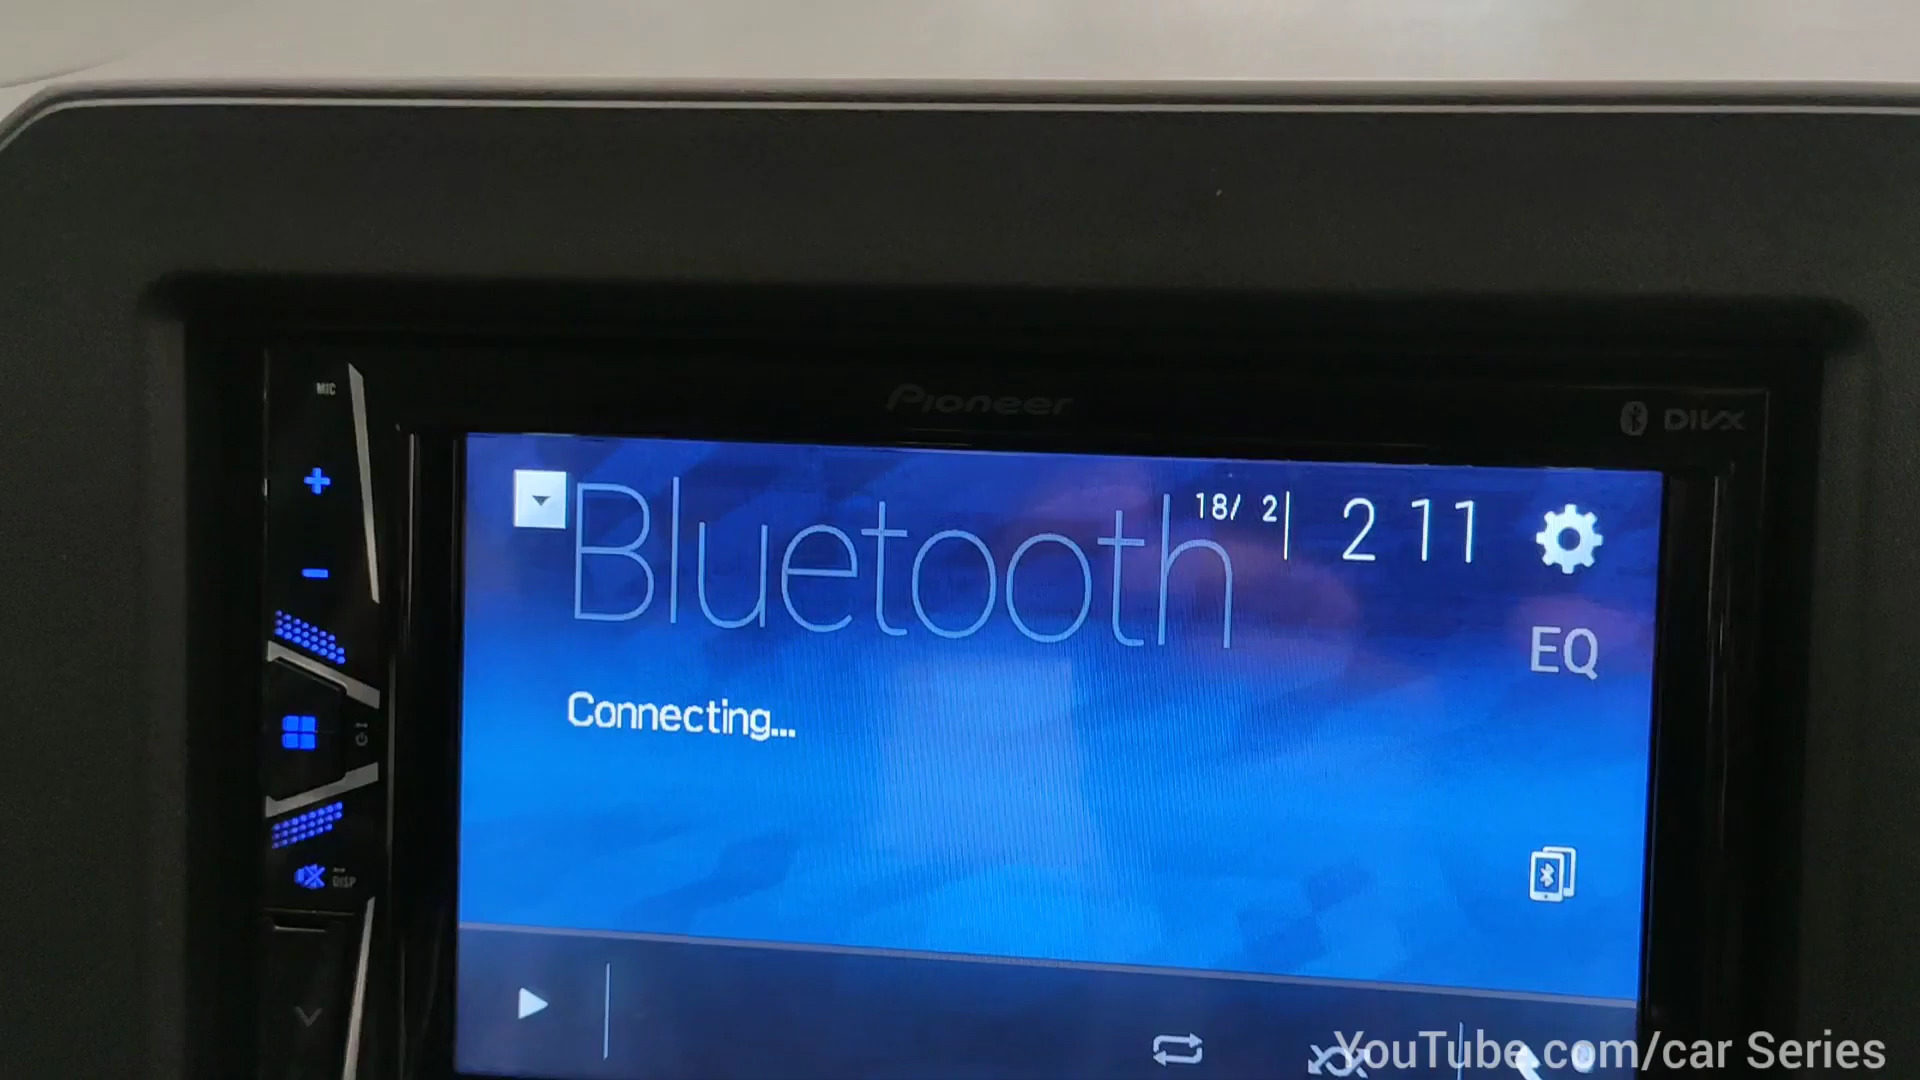 MIC
Pioneer
DIVX
Bluetooth
18/ 2
2 11
EQ
Connecting...
DISP
YouTube.com/car Series